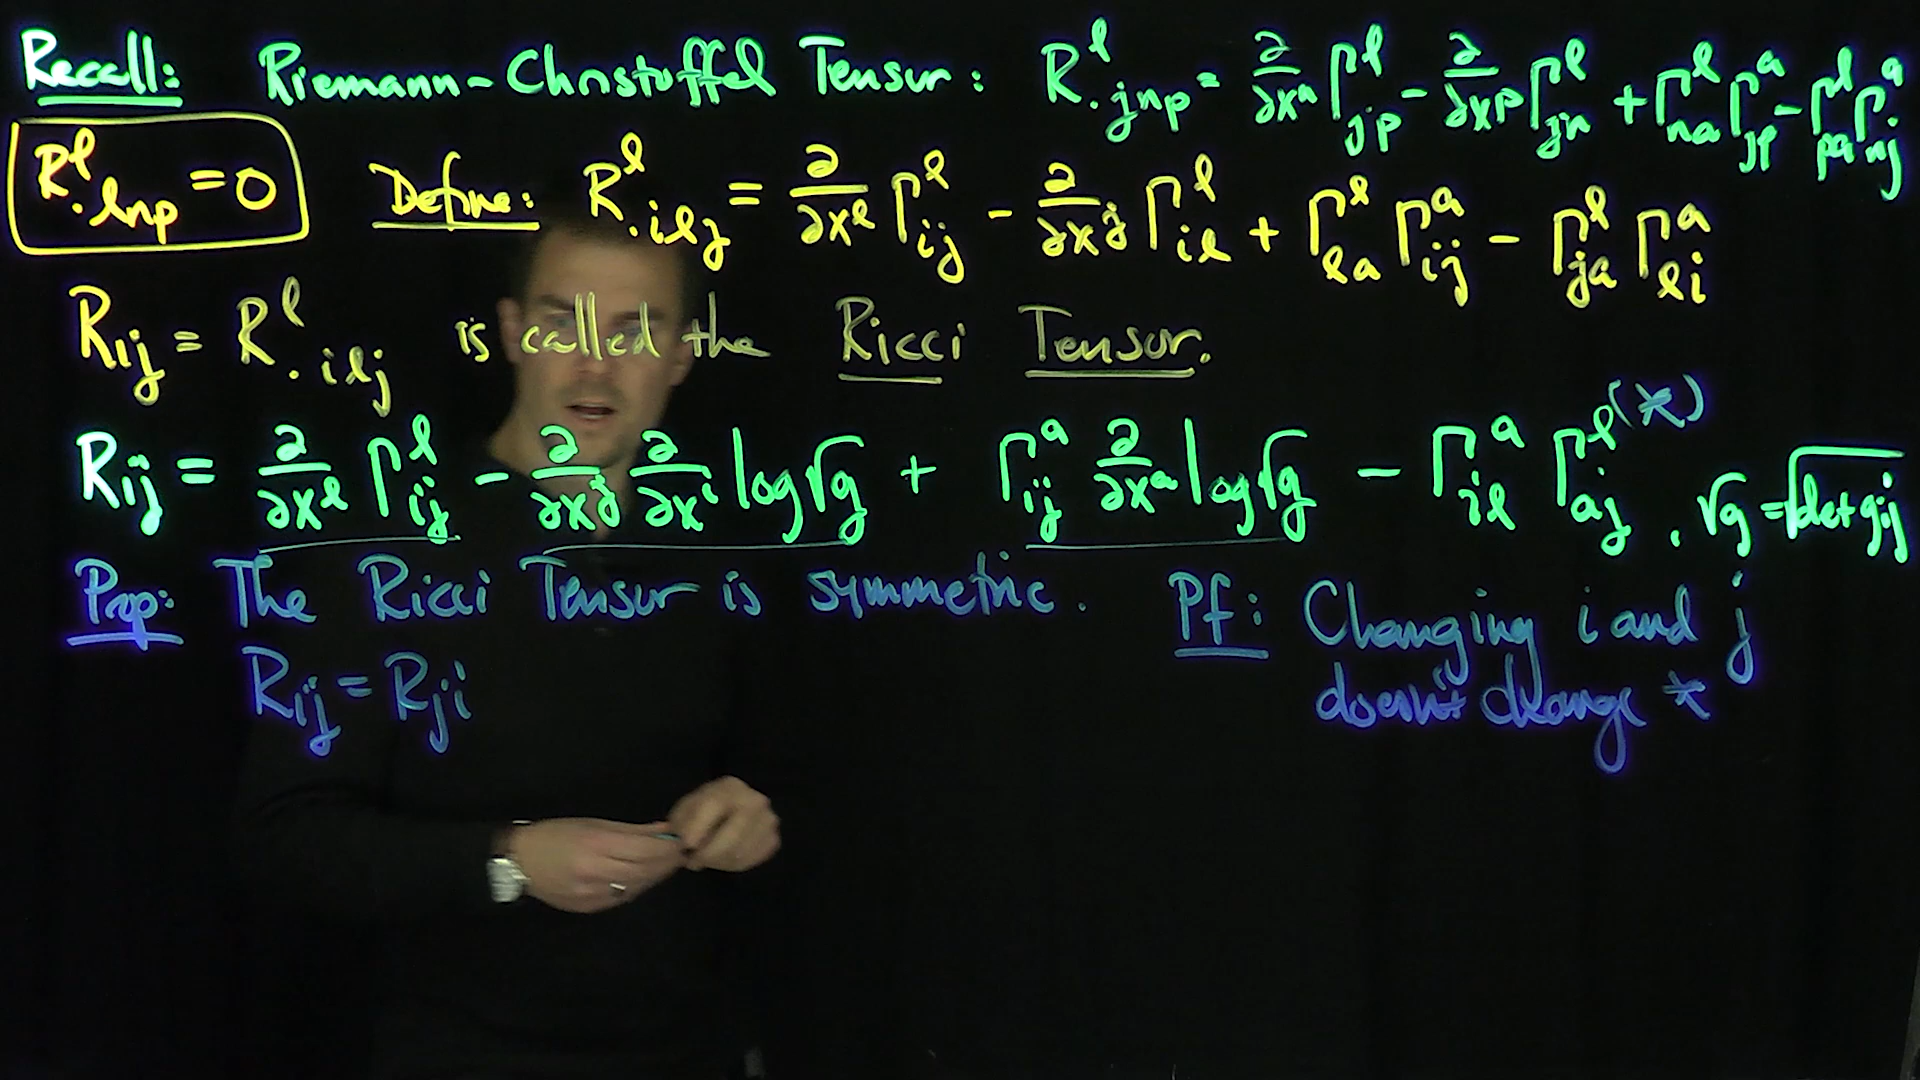 Recall: Riemann-Christoffel Tensor: R^l_{.jnp} = ∂/∂x^n Γ^l_{jp} - ∂/∂x^p Γ^l_{jn} + Γ^l_{na} Γ^a_{jp} - Γ^l_{pa} Γ^a_{nj}
R^l_{.lnp} = 0 Define: R^l_{.ilj} = ∂/∂x^l Γ^l_{ij} - ∂/∂x^j Γ^l_{il} + Γ^l_{la} Γ^a_{ij} - Γ^l_{ja} Γ^a_{li}
R_{ij} = R^l_{.ilj} is called the Ricci Tensor.
R_{ij} = ∂/∂x^l Γ^l_{ij} - ∂/∂x^j ∂/∂x^i log√g + Γ^a_{ij} ∂/∂x^a log√g - Γ^a_{il} Γ^l_{aj} (*) , √g = √det g_{ij}
Prop: The Ricci Tensor is symmetric. Pf: Changing i and j
R_{ij} = R_{ji} doesn't change *